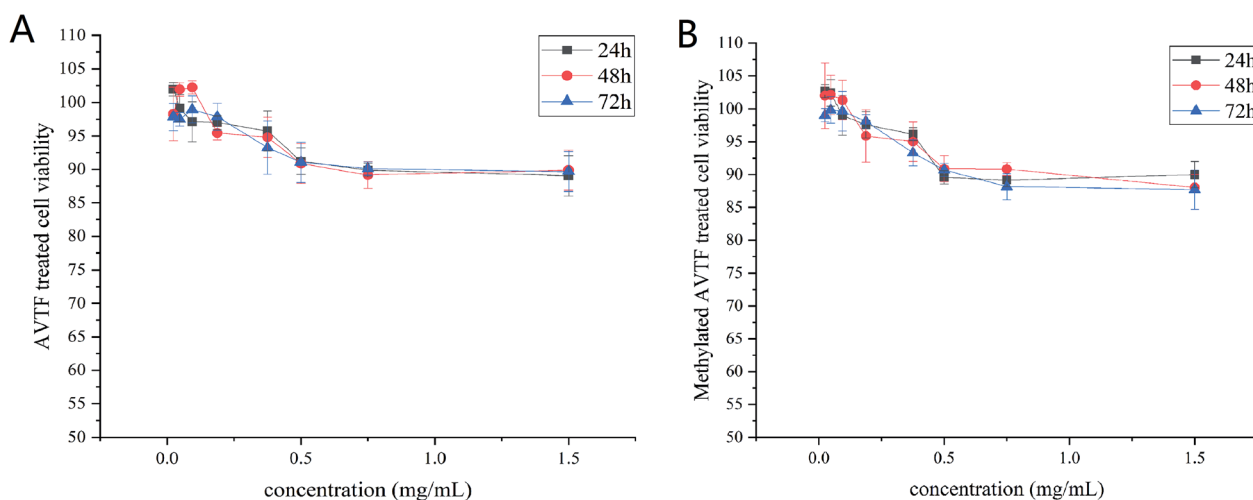 A
110
105
100
95
90
85
80
75
70
65
60
55
50
AVTF treated cell viability
24h
48h
72h
0.0
0.5
1.0
1.5
concentration (mg/mL)
B
110
105
100
95
90
85
80
75
70
65
60
55
50
Methylated AVTF treated cell viability
24h
48h
72h
0.0
0.5
1.0
1.5
concentration (mg/mL)